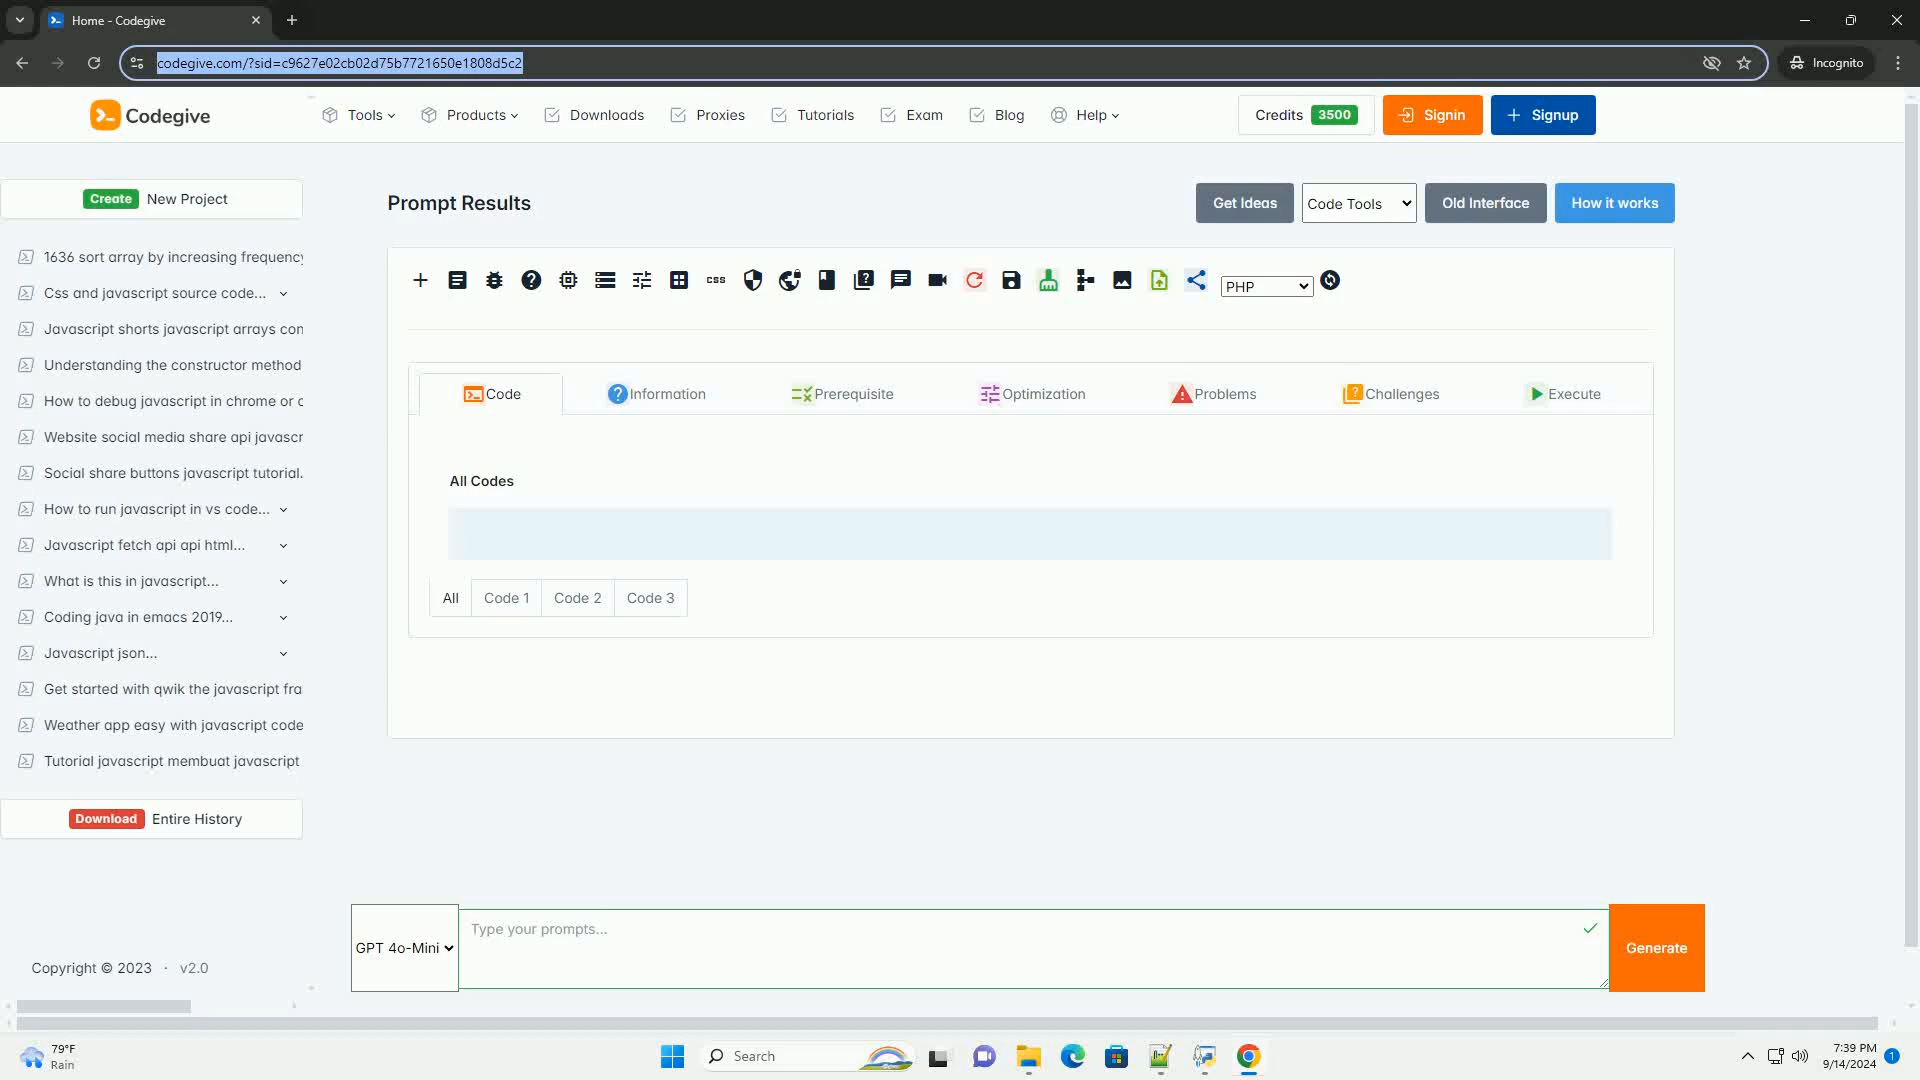 Home - Codegive
codegive.com/?sid=c9627e02cb02d75b7721650e1808d5c2
Incognito
Codegive
Tools
Products
Downloads
Proxies
Tutorials
Exam
Blog
Help
Credits 3500
Signin
Signup
Create New Project
1636 sort array by increasing frequency
Css and javascript source code...
Javascript shorts javascript arrays con
Understanding the constructor method
How to debug javascript in chrome or c
Website social media share api javascr
Social share buttons javascript tutorial.
How to run javascript in vs code...
Javascript fetch api api html...
What is this in javascript...
Coding java in emacs 2019...
Javascript json...
Get started with qwik the javascript fra
Weather app easy with javascript code
Tutorial javascript membuat javascript
Download Entire History
Copyright © 2023 · v2.0
Prompt Results
Get Ideas
Code Tools
Old Interface
How it works
css
PHP
Code
Information
Prerequisite
Optimization
Problems
Challenges
Execute
All Codes
All
Code 1
Code 2
Code 3
GPT 4o-Mini
Type your prompts...
Generate
79°F
Rain
Search
7:39 PM
9/14/2024
1